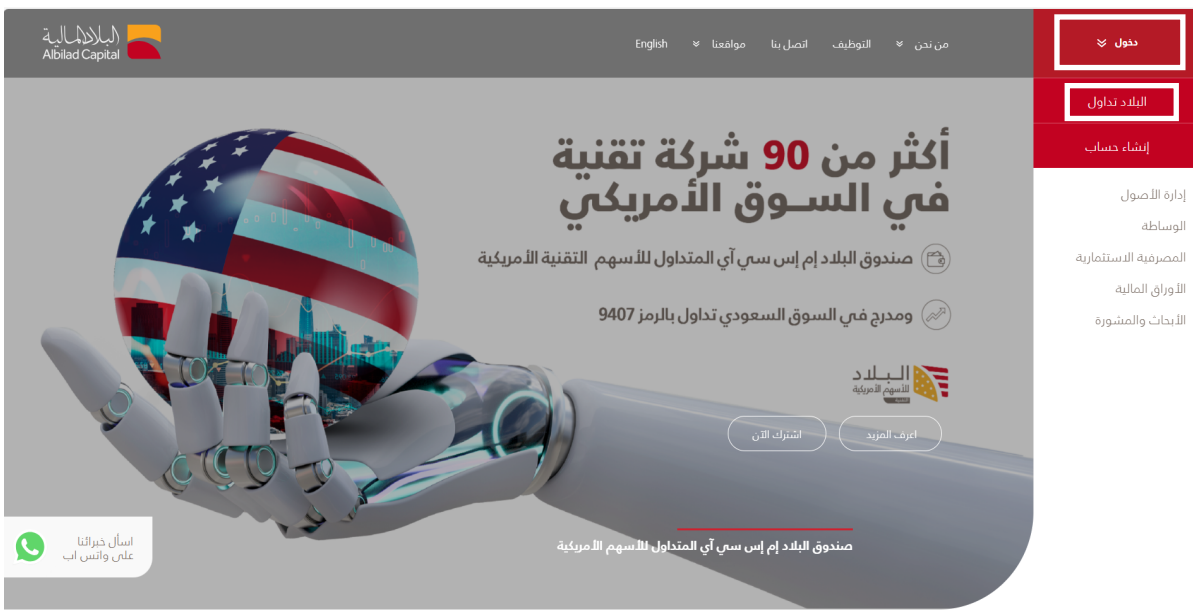 دخول
البلاد تداول
إنشاء حساب
إدارة الأصول
الوساطة
المصرفية الاستثمارية
الأوراق المالية
الأبحاث والمشورة
من نحن
التوظيف
اتصل بنا
مواقعنا
English
البلاد المالية
Albilad Capital
أكثر من 90 شركة تقنية
في الســوق الأمريكي
صندوق البلاد إم إس سي آي المتداول للأسهم التقنية الأمريكية
ومدرج في السوق السعودي تداول بالرمز 9407
البلاد
للأسهم الأمريكية
اعرف المزيد
اشترك الآن
صندوق البلاد إم إس سي آي المتداول للأسهم الأمريكية
اسأل خبرائنا
على واتس اب